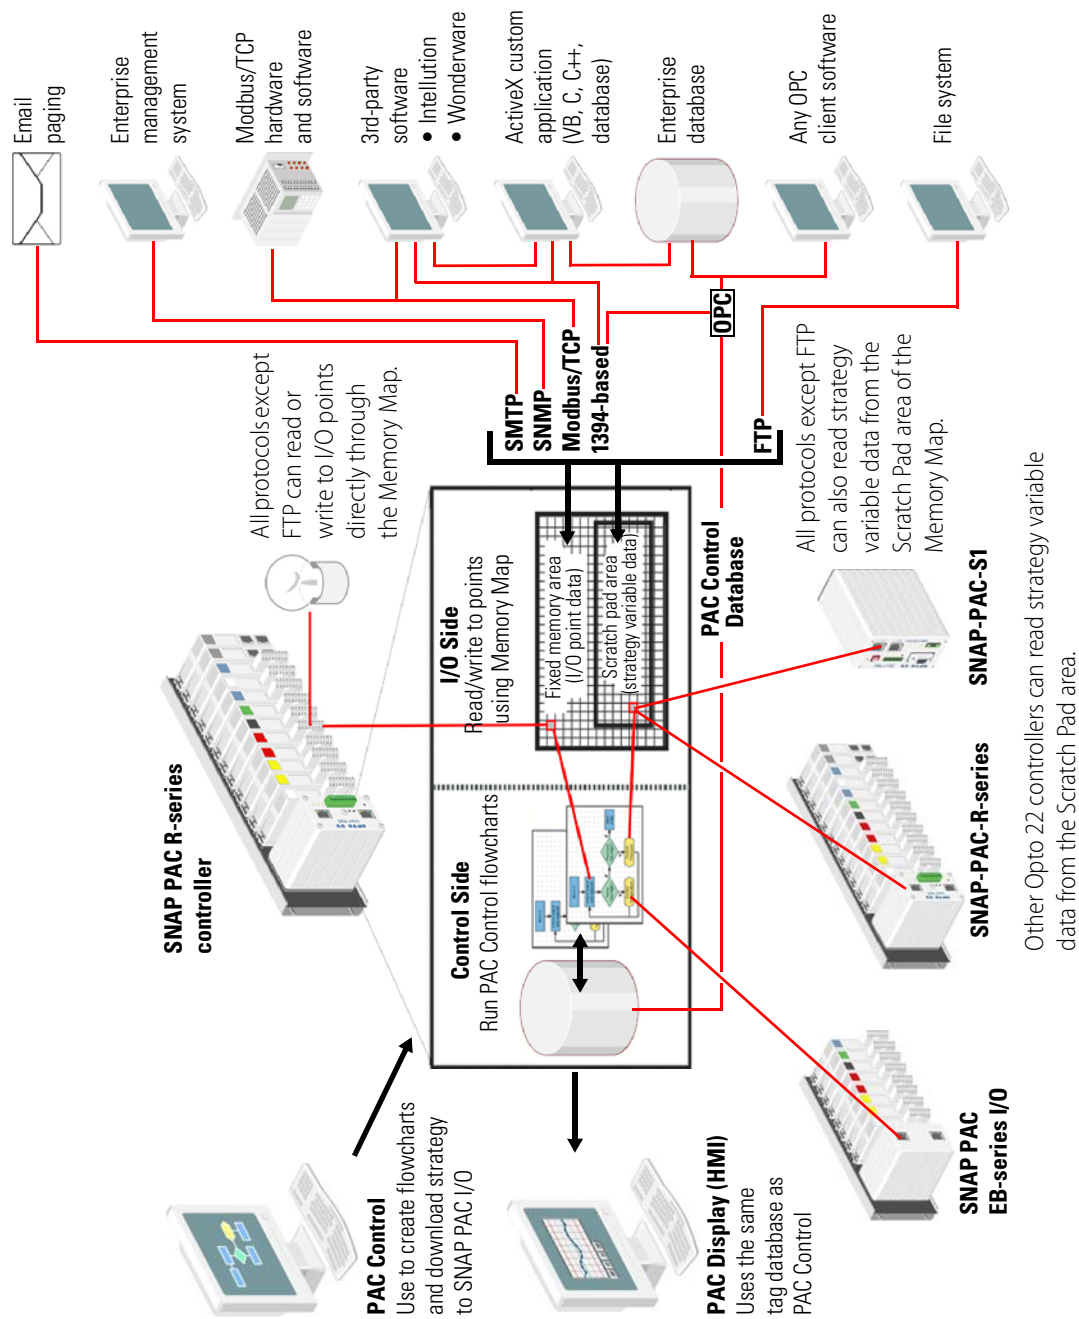 PAC Control
Use to create flowcharts
and download strategy
to SNAP PAC I/O
PAC Display (HMI)
Uses the same
tag database as
PAC Control
SNAP PAC R-series
controller
Control Side
Run PAC Control flowcharts
I/O Side
Read/write to points
using Memory Map
Fixed memory area
(I/O point data)
Scratch pad area
(strategy variable data)
PAC Control
Database
All protocols except
FTP can read or
write to I/O points
directly through
the Memory Map.
SMTP
SNMP
Modbus/TCP
1394-based
FTP
OPC
Email
paging
Enterprise
management
system
Modbus/TCP
hardware
and software
3rd-party
software
• Intellution
• Wonderware
ActiveX custom
application
(VB, C, C++,
database)
Enterprise
database
Any OPC
client software
File system
All protocols except FTP
can also read strategy
variable data from the
Scratch Pad area of the
Memory Map.
SNAP PAC
EB-series I/O
SNAP-PAC-R-series
SNAP-PAC-S1
Other Opto 22 controllers can read strategy variable
data from the Scratch Pad area.